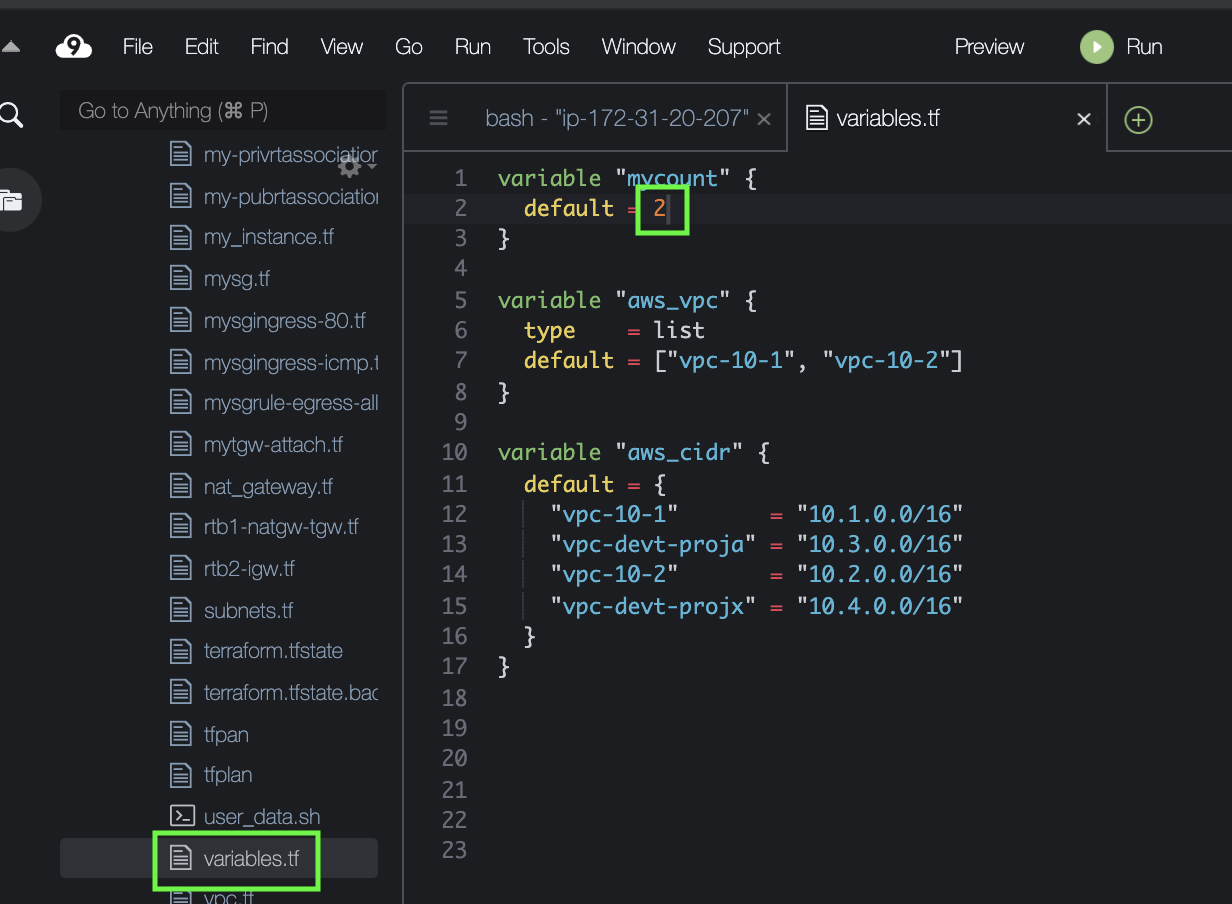 File Edit Find View Go Run Tools Window Support Preview Run
Go to Anything (⌘ P)
my-privrtassociation
my-pubrtassociation
my_instance.tf
mysg.tf
mysgingress-80.tf
mysgingress-icmp.t
mysgrule-egress-all
mytgw-attach.tf
nat_gateway.tf
rtb1-natgw-tgw.tf
rtb2-igw.tf
subnets.tf
terraform.tfstate
terraform.tfstate.bac
tfpan
tfplan
user_data.sh
variables.tf
vpc.tf
bash - "ip-172-31-20-207" × variables.tf ×
1 variable "mycount" {
2   default = 2
3 }
4
5 variable "aws_vpc" {
6   type    = list
7   default = ["vpc-10-1", "vpc-10-2"]
8 }
9
10 variable "aws_cidr" {
11   default = {
12     "vpc-10-1"       = "10.1.0.0/16"
13     "vpc-devt-proja" = "10.3.0.0/16"
14     "vpc-10-2"       = "10.2.0.0/16"
15     "vpc-devt-projx" = "10.4.0.0/16"
16   }
17 }
18
19
20
21
22
23